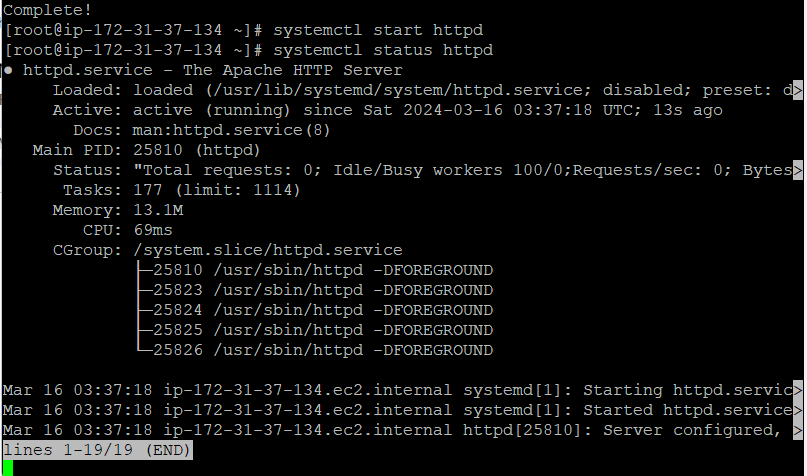 Complete!
[root@ip-172-31-37-134 ~]# systemctl start httpd
[root@ip-172-31-37-134 ~]# systemctl status httpd
● httpd.service - The Apache HTTP Server
     Loaded: loaded (/usr/lib/systemd/system/httpd.service; disabled; preset: d>
     Active: active (running) since Sat 2024-03-16 03:37:18 UTC; 13s ago
       Docs: man:httpd.service(8)
   Main PID: 25810 (httpd)
     Status: "Total requests: 0; Idle/Busy workers 100/0;Requests/sec: 0; Bytes>
      Tasks: 177 (limit: 1114)
     Memory: 13.1M
        CPU: 69ms
     CGroup: /system.slice/httpd.service
             ├─25810 /usr/sbin/httpd -DFOREGROUND
             ├─25823 /usr/sbin/httpd -DFOREGROUND
             ├─25824 /usr/sbin/httpd -DFOREGROUND
             ├─25825 /usr/sbin/httpd -DFOREGROUND
             └─25826 /usr/sbin/httpd -DFOREGROUND

Mar 16 03:37:18 ip-172-31-37-134.ec2.internal systemd[1]: Starting httpd.servic>
Mar 16 03:37:18 ip-172-31-37-134.ec2.internal systemd[1]: Started httpd.service>
Mar 16 03:37:18 ip-172-31-37-134.ec2.internal httpd[25810]: Server configured, >
lines 1-19/19 (END)